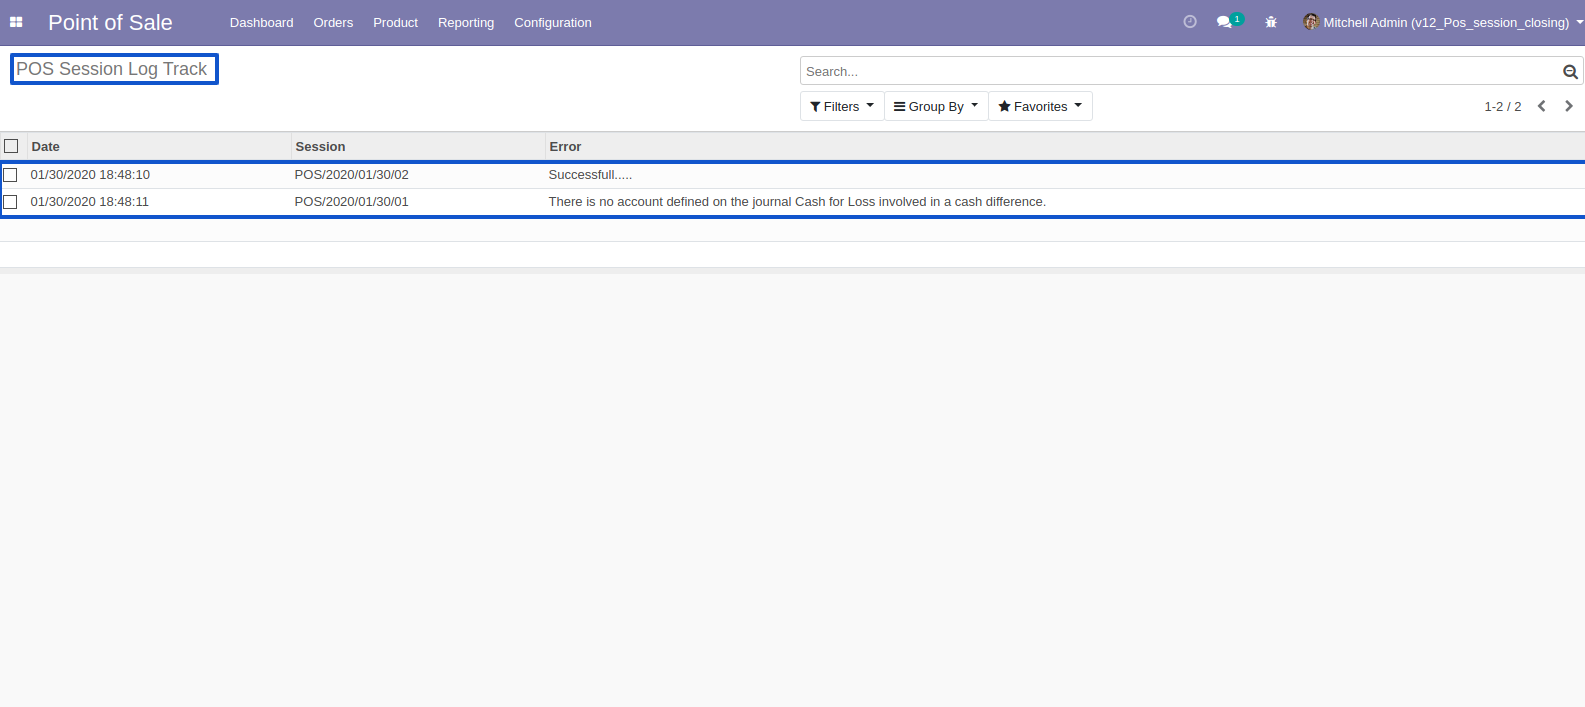 Point of Sale Dashboard Orders Product Reporting Configuration 1 Mitchell Admin (v12_Pos_session_closing)
POS Session Log Track
Search...
Filters Group By Favorites 1-2 / 2
Date Session Error
01/30/2020 18:48:10 POS/2020/01/30/02 Successfull.....
01/30/2020 18:48:11 POS/2020/01/30/01 There is no account defined on the journal Cash for Loss involved in a cash difference.